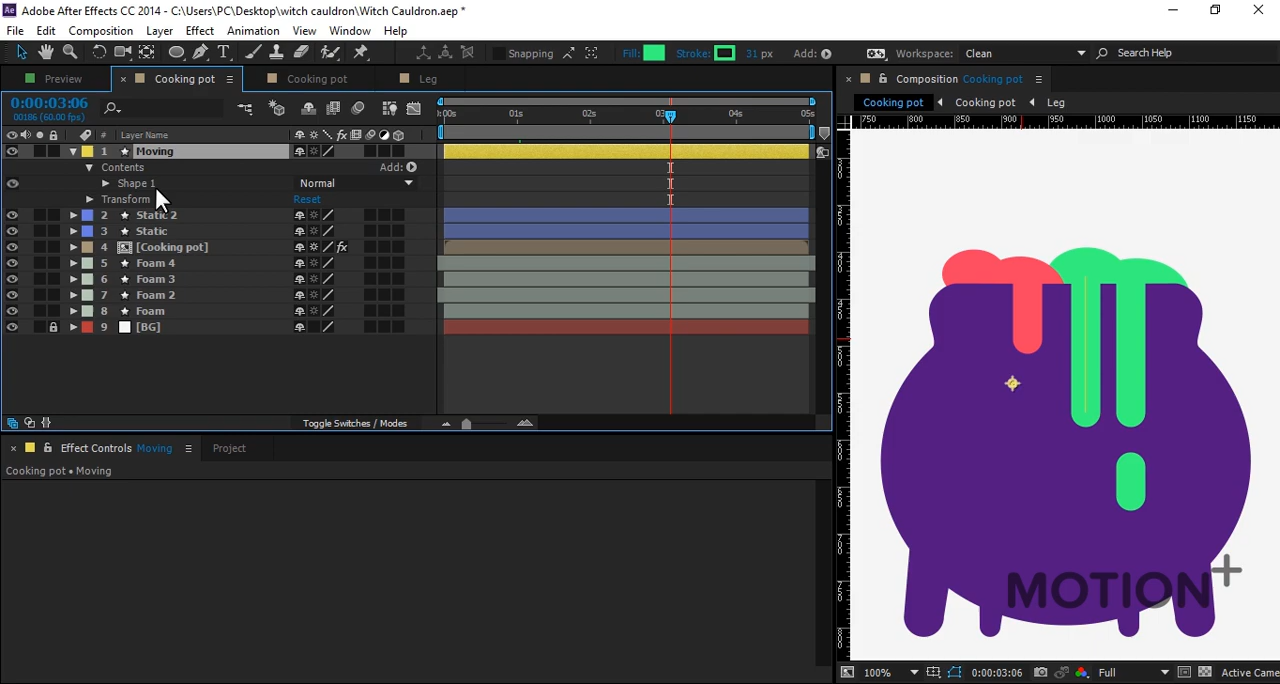 Adobe After Effects CC 2014 - C:\Users\PC\Desktop\witch cauldron\Witch Cauldron.aep *
File Edit Composition Layer Effect Animation View Window Help
Snapping Fill: Stroke: 31 px Add: Workspace: Clean Search Help
Preview × Cooking pot Cooking pot Leg × Composition Cooking pot
0:00:03:06
00186 (60.00 fps)
Cooking pot Cooking pot Leg
:00s 01s 02s 03s 04s 05s
750 800 850 900 950 1000 1050 1100 1150
# Layer Name
1 Moving
Contents Add:
Shape 1 Normal
Transform Reset
2 Static 2
3 Static
4 [Cooking pot]
5 Foam 4
6 Foam 3
7 Foam 2
8 Foam
9 [BG]
Toggle Switches / Modes
× Effect Controls Moving Project
Cooking pot • Moving
MOTION+
100% 0:00:03:06 Full Active Came